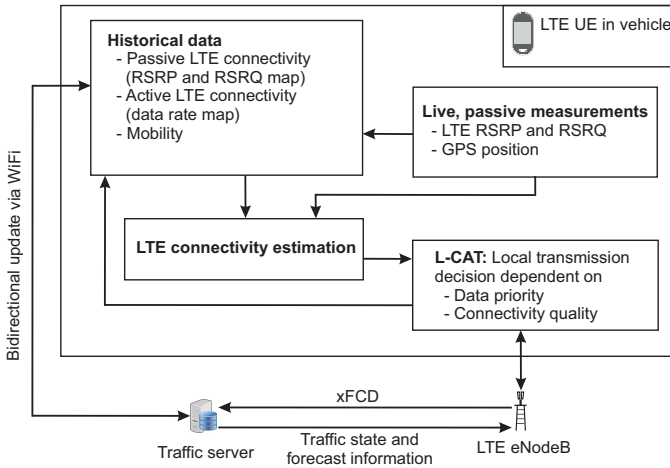 LTE UE in vehicle
Historical data
- Passive LTE connectivity
(RSRP and RSRQ map)
- Active LTE connectivity
(data rate map)
- Mobility
Live, passive measurements
- LTE RSRP and RSRQ
- GPS position
LTE connectivity estimation
L-CAT: Local transmission
decision dependent on
- Data priority
- Connectivity quality
Bidirectional update via WiFi
xFCD
Traffic server
Traffic state and
forecast information
LTE eNodeB